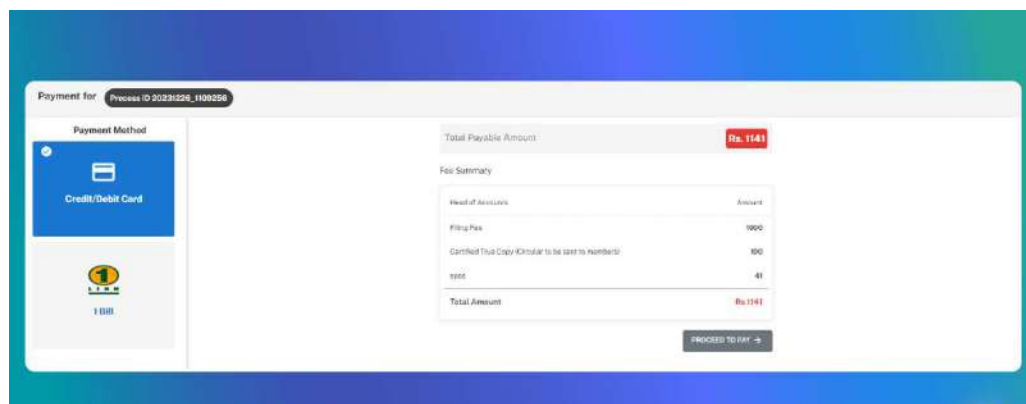 Payment for Process ID 20231226_1109256
Payment Method
Credit/Debit Card
1
LINK
1 Bill
Total Payable Amount Rs. 1141
Fee Summary
Head of Accounts Amount
Filing Fee 1000
Certified True Copy (Circular to be sent to members) 100
41
Total Amount Rs.1141
PROCEED TO PAY →